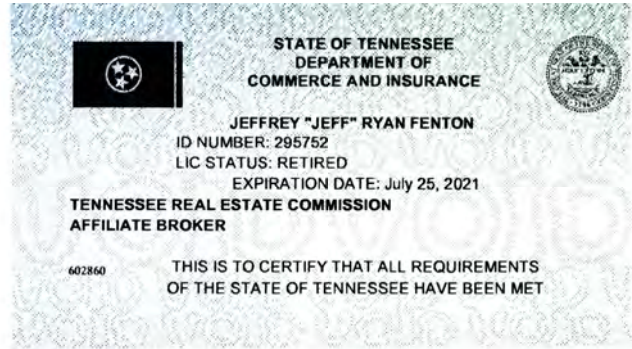 STATE OF TENNESSEE
DEPARTMENT OF
COMMERCE AND INSURANCE
JEFFREY "JEFF" RYAN FENTON
ID NUMBER: 295752
LIC STATUS: RETIRED
EXPIRATION DATE: July 25, 2021
TENNESSEE REAL ESTATE COMMISSION
AFFILIATE BROKER
602860 THIS IS TO CERTIFY THAT ALL REQUIREMENTS
OF THE STATE OF TENNESSEE HAVE BEEN MET